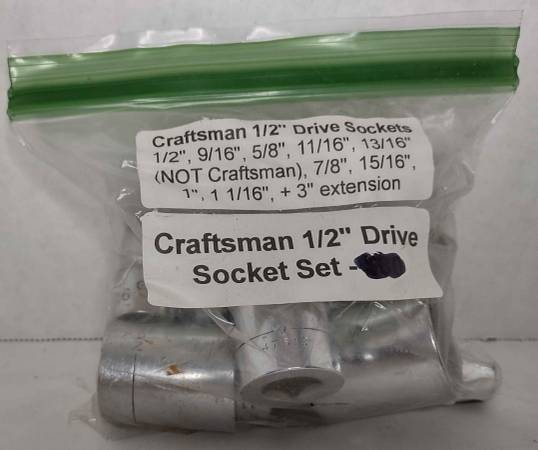 Craftsman 1/2" Drive Sockets
1/2", 9/16", 5/8", 11/16", 13/16"
(NOT Craftsman), 7/8", 15/16",
1", 1 1/16", + 3" extension
Craftsman 1/2" Drive
Socket Set -